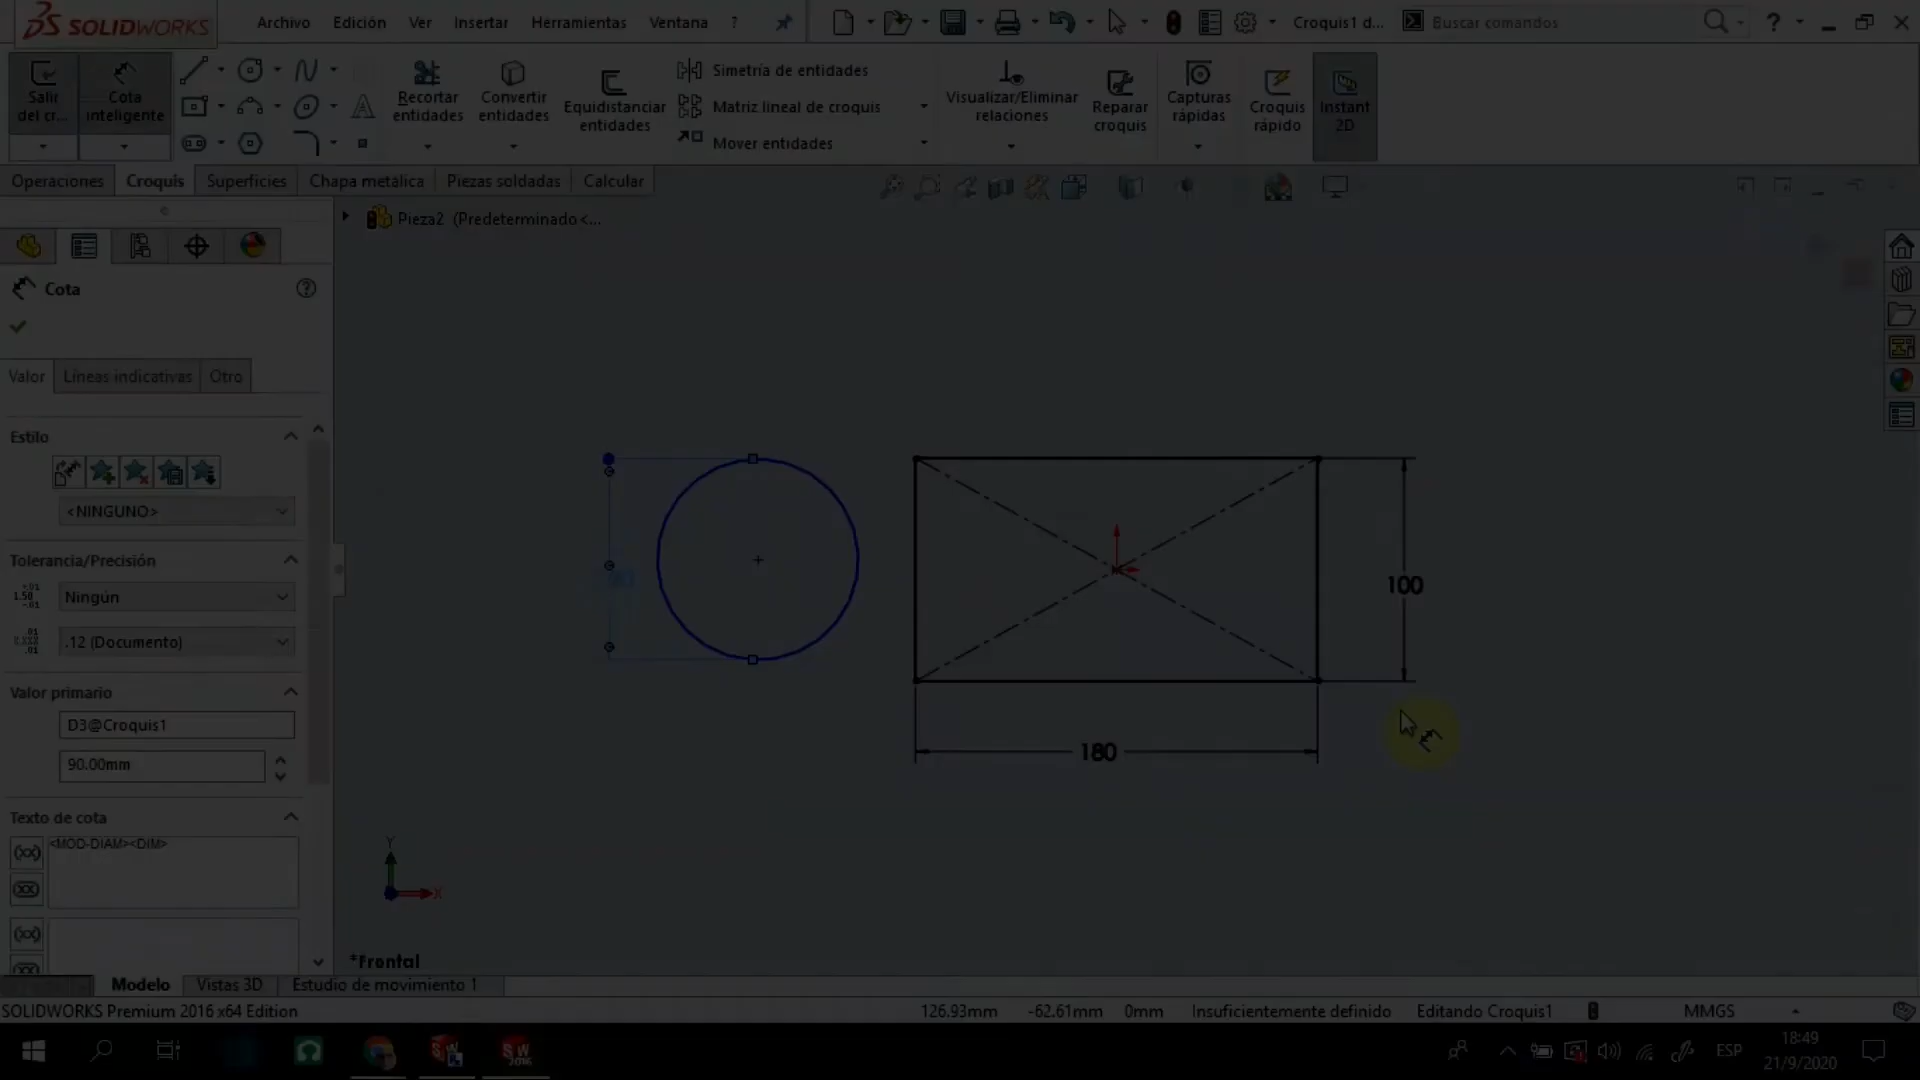 SOLIDWORKS
Archivo Edición Ver Insertar Herramientas Ventana ?
Croquis1 d...
Buscar comandos
?
Salir del cr...
Cota inteligente
Recortar entidades
Convertir entidades
Equidistanciar entidades
Simetría de entidades
Matriz lineal de croquis
Mover entidades
Visualizar/Eliminar relaciones
Reparar croquis
Capturas rápidas
Croquis rápido
Instant 2D
Operaciones Croquis Superficies Chapa metálica Piezas soldadas Calcular
Pieza2 (Predeterminado<...
Cota
Valor Líneas indicativas Otro
Estilo
<NINGUNO>
Tolerancia/Precisión
Ningún
.12 (Documento)
Valor primario
D3@Croquis1
90.00mm
Texto de cota
<MOD-DIAM><DIM>
100
180
Y
X
*Frontal
Modelo Vistas 3D Estudio de movimiento 1
SOLIDWORKS Premium 2016 x64 Edition
126.93mm -62.61mm 0mm Insuficientemente definido Editando Croquis1 MMGS
ESP
18:49
21/9/2020